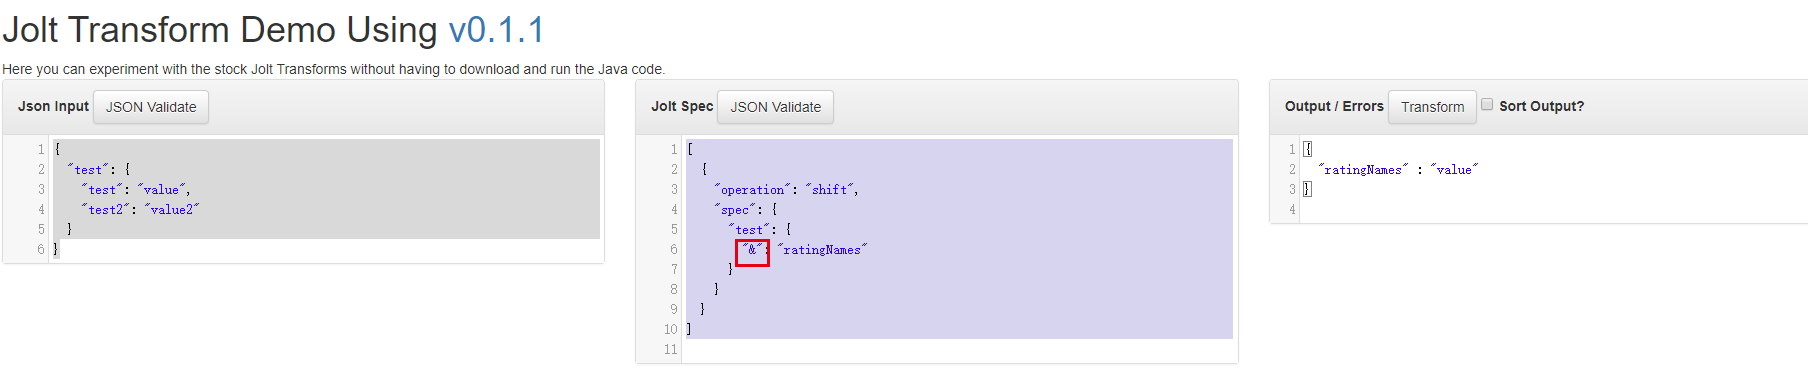 Jolt Transform Demo Using v0.1.1
Here you can experiment with the stock Jolt Transforms without having to download and run the Java code.
Json Input JSON Validate
1 {
2 "test": {
3 "test": "value",
4 "test2": "value2"
5 }
6 }
Jolt Spec JSON Validate
1 [
2 {
3 "operation": "shift",
4 "spec": {
5 "test": {
6 "&": "ratingNames"
7 }
8 }
9 }
10 ]
11
Output / Errors Transform Sort Output?
1 {
2 "ratingNames" : "value"
3 }
4